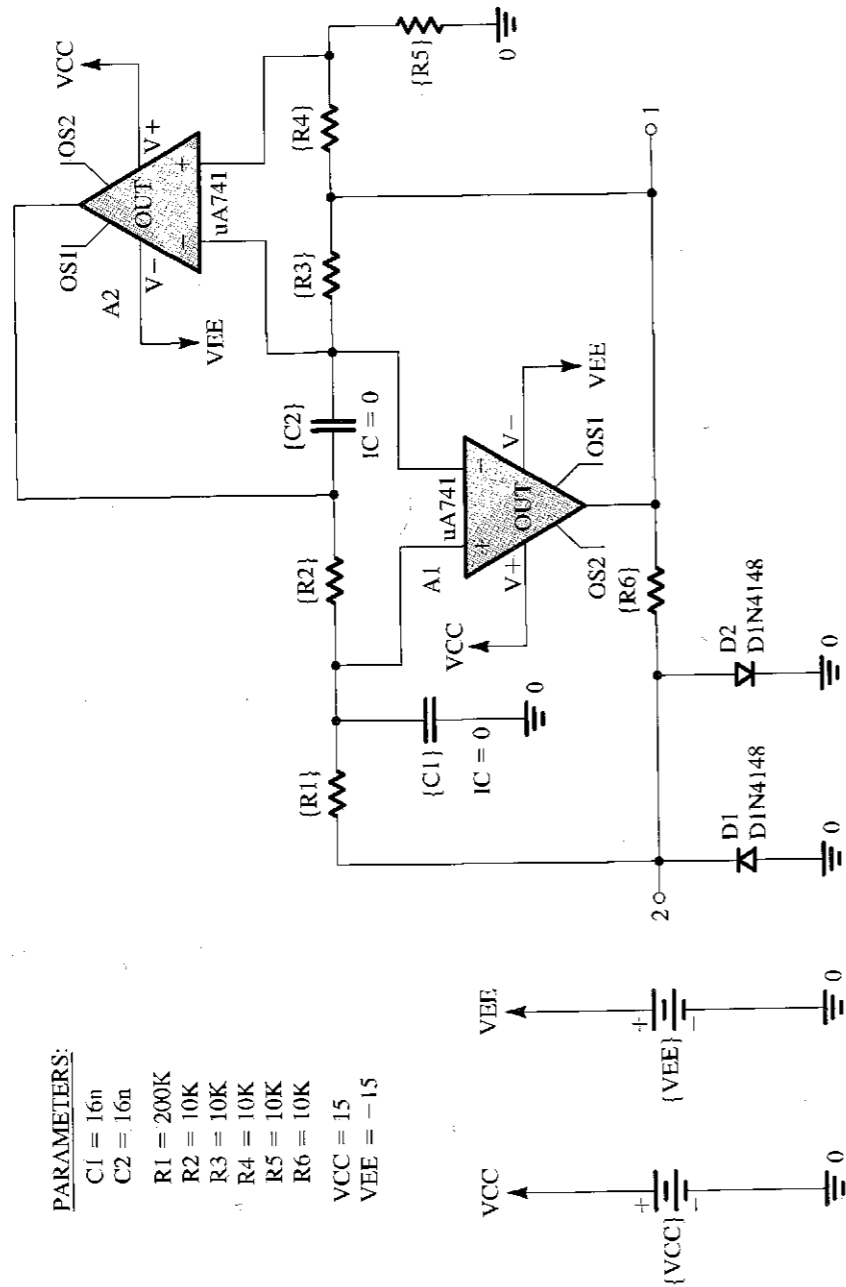 PARAMETERS:
C1 = 16n
C2 = 16n
R1 = 200K
R2 = 10K
R3 = 10K
R4 = 10K
R5 = 10K
R6 = 10K
VCC = 15
VEE = −15
VCC
OS2
V+
+
OUT
uA741
−
V−
OS1
A2
VEE
{R5}
0
{R4}
{R3}
{C2}
IC = 0
{R2}
{R1}
{C1}
IC = 0
0
A1
uA741
+
−
V+
OUT
V−
VCC
VEE
OS2
OS1
{R6}
1
2
D1
D1N4148
0
D2
D1N4148
0
VCC
+
−
{VCC}
0
VEE
+
−
{VEE}
0